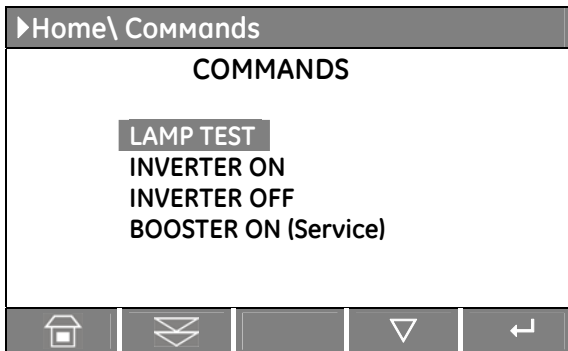 Home\ Commands
COMMANDS
LAMP TEST
INVERTER ON
INVERTER OFF
BOOSTER ON (Service)